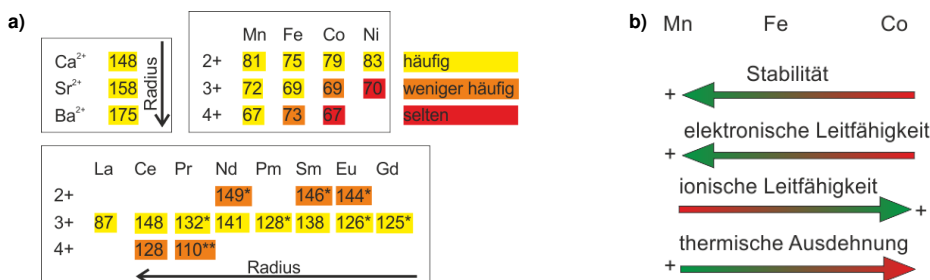 a)
Mn Fe Co Ni
Ca²⁺ 148
Sr²⁺ 158
Ba²⁺ 175
Radius
2+ 81 75 79 83 häufig
3+ 72 69 69 70 weniger häufig
4+ 67 73 67 selten
La Ce Pr Nd Pm Sm Eu Gd
2+ 149* 146* 144*
3+ 87 148 132* 141 128* 138 126* 125*
4+ 128 110**
Radius
b)
Mn Fe Co
Stabilität
+
elektronische Leitfähigkeit
+
ionische Leitfähigkeit
+
thermische Ausdehnung
+